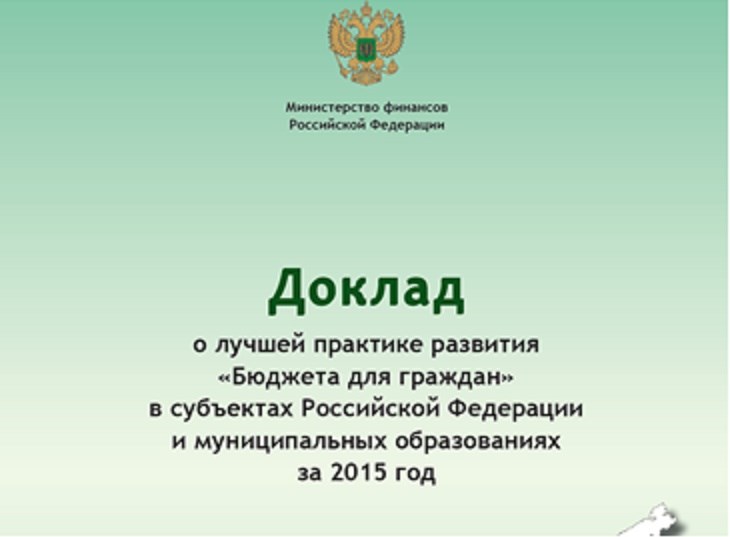 Министерство финансов
Российской Федерации
Доклад
о лучшей практике развития
«Бюджета для граждан»
в субъектах Российской Федерации
и муниципальных образованиях
за 2015 год